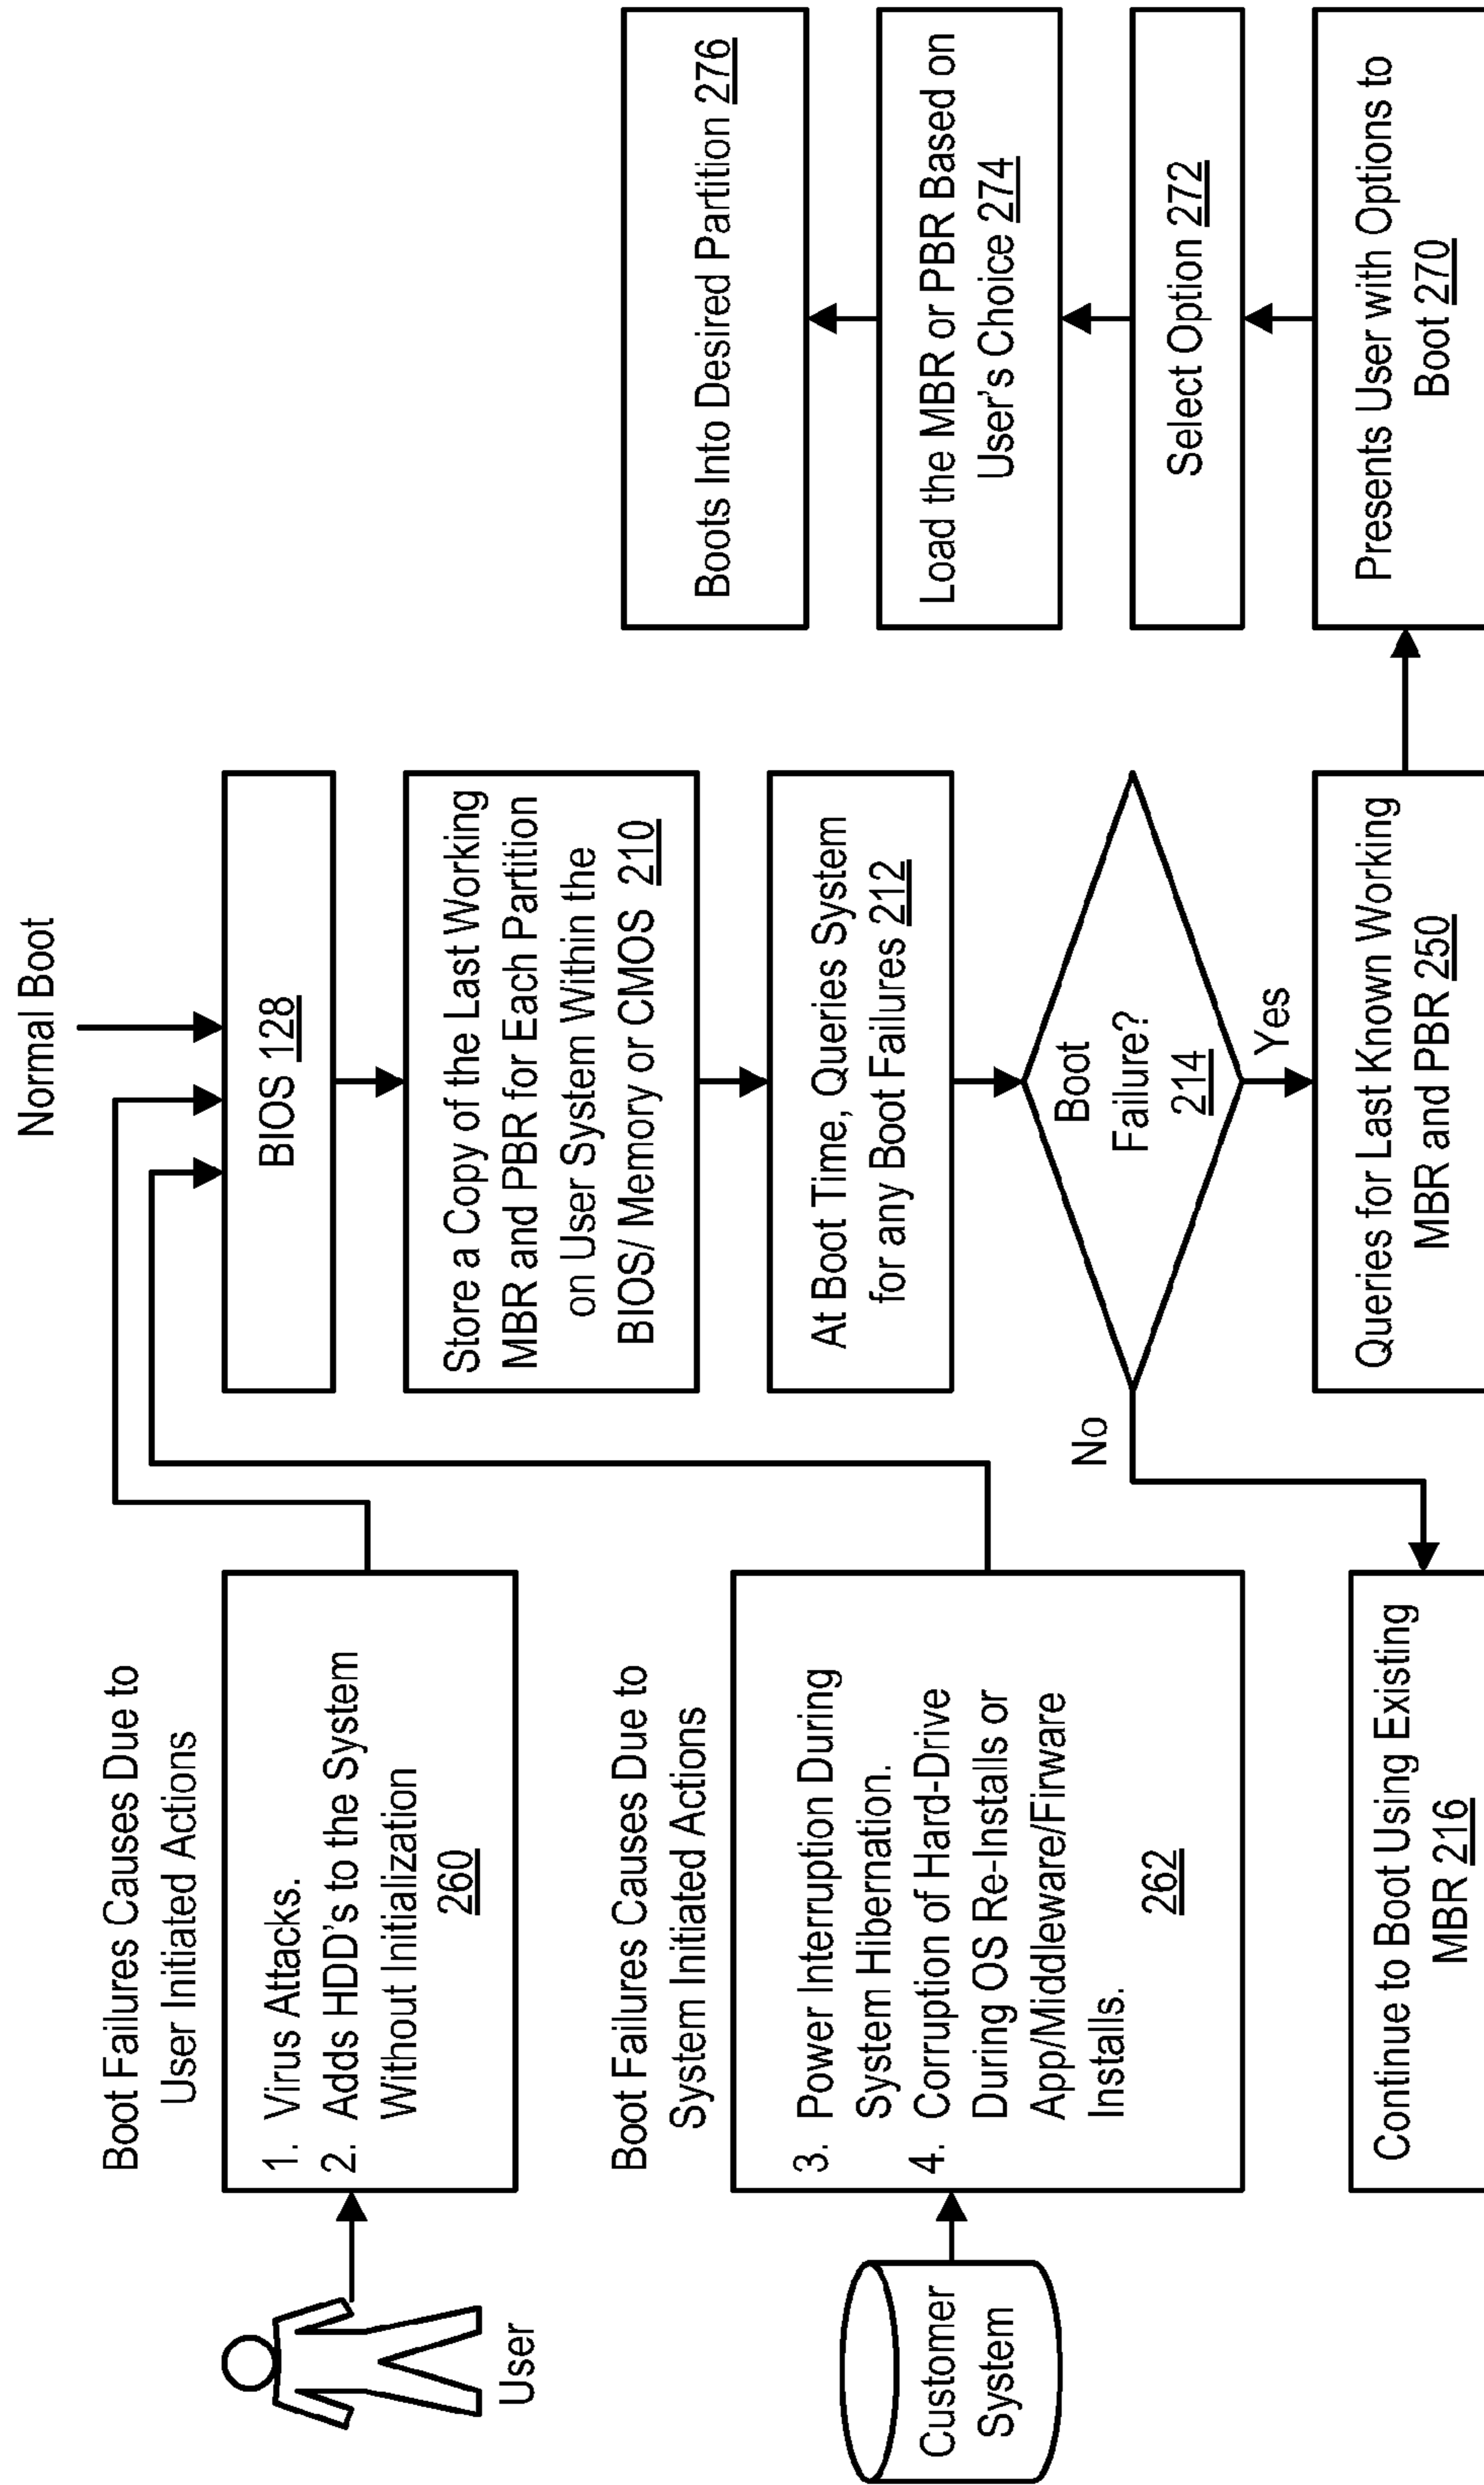 Normal Boot
Boot Failures Causes Due to
User Initiated Actions
1. Virus Attacks.
2. Adds HDD's to the System
Without Initialization
260
User
Boot Failures Causes Due to
System Initiated Actions
3. Power Interruption During
System Hibernation.
4. Corruption of Hard-Drive
During OS Re-Installs or
App/Middleware/Firware
Installs.
262
Customer
System
Continue to Boot Using Existing
MBR 216
BIOS 128
Store a Copy of the Last Working
MBR and PBR for Each Partition
on User System Within the
BIOS/ Memory or CMOS 210
At Boot Time, Queries System
for any Boot Failures 212
Boot
Failure?
214
No
Yes
Queries for Last Known Working
MBR and PBR 250
Boots Into Desired Partition 276
Load the MBR or PBR Based on
User's Choice 274
Select Option 272
Presents User with Options to
Boot 270